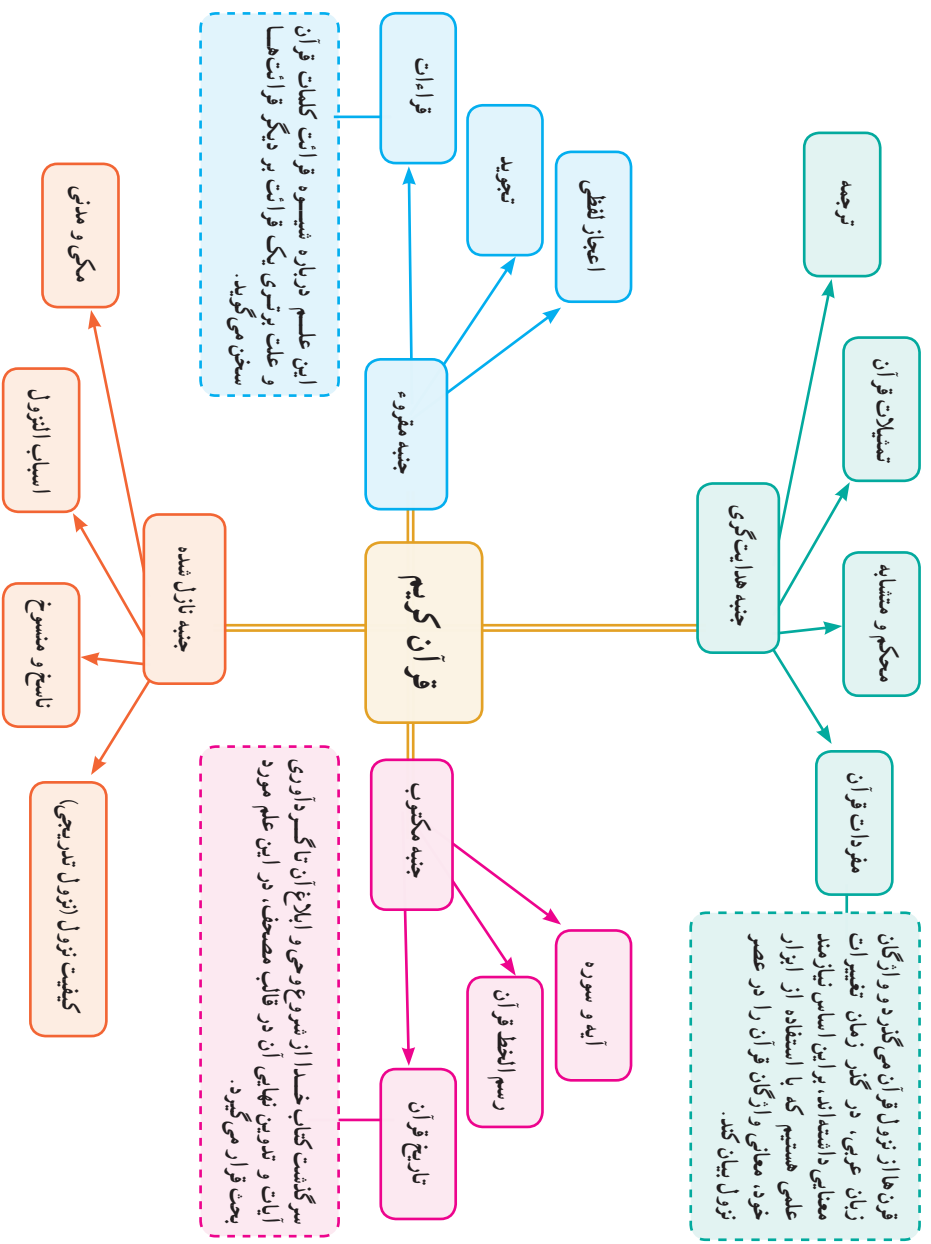 قرآن کریم
جنبه هدایت‌گری
ترجمه
تمثیلات قرآن
محکم و متشابه
مفردات قرآن
قرن‌ها از نزول قرآن می‌گذرد و واژگان
زبان عربی، در گذر زمان تغییرات
معنایی داشته‌اند، بر این اساس نیازمند
علمی هستیم که با استفاده از ابزار
خود، معانی واژگان قرآن را در عصر
نزول بیان کند.
جنبه مقروء
اعجاز لفظی
تجوید
قراءات
این علم درباره شیوه قرائت کلمات قرآن
و علت برتری یک قرائت بر دیگر قرائت‌ها
سخن می‌گوید.
جنبه مکتوب
آیه و سوره
رسم الخط قرآن
تاریخ قرآن
سرگذشت کتاب خدا از شروع وحی و ابلاغ آن تا گردآوری
آیات و تدوین نهایی آن در قالب مصحف، در این علم مورد
بحث قرار می‌گیرد.
جنبه نازل شده
مکی و مدنی
اسباب النزول
ناسخ و منسوخ
کیفیت نزول (نزول تدریجی)